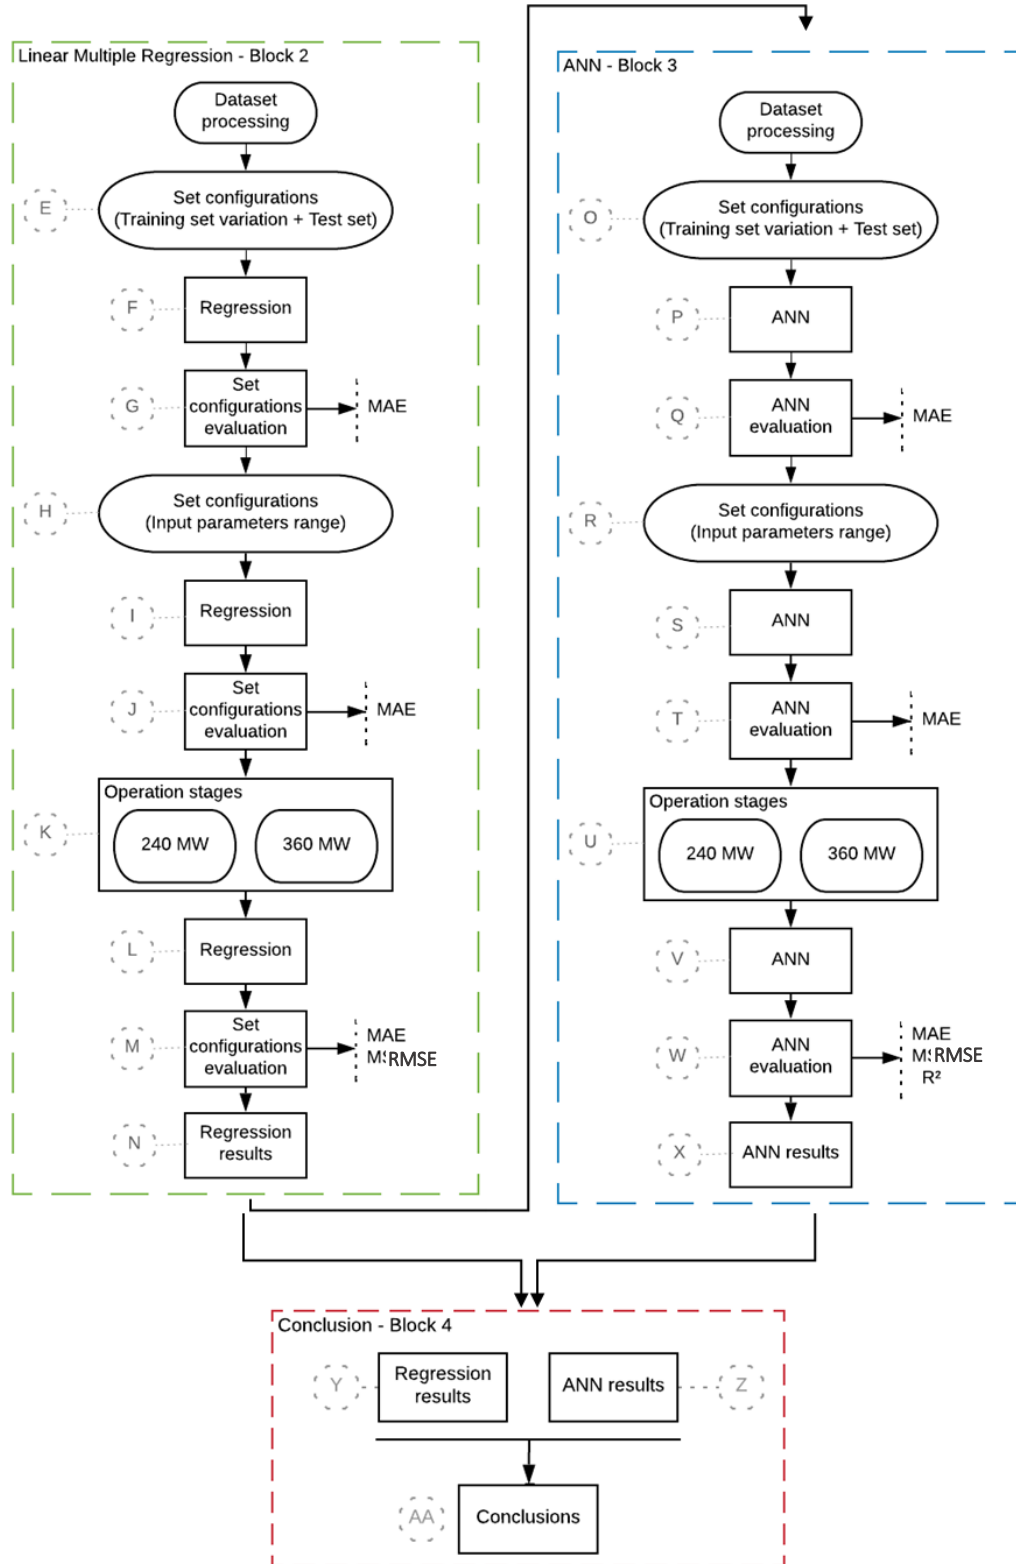 Linear Multiple Regression - Block 2
Dataset
processing
E
Set configurations
(Training set variation + Test set)
F
Regression
G
Set
configurations
evaluation
MAE
H
Set configurations
(Input parameters range)
I
Regression
J
Set
configurations
evaluation
MAE
Operation stages
K
240 MW
360 MW
L
Regression
M
Set
configurations
evaluation
MAE
RMSE
N
Regression
results
ANN - Block 3
Dataset
processing
O
Set configurations
(Training set variation + Test set)
P
ANN
Q
ANN
evaluation
MAE
R
Set configurations
(Input parameters range)
S
ANN
T
ANN
evaluation
MAE
Operation stages
U
240 MW
360 MW
V
ANN
W
ANN
evaluation
MAE
RMSE
R²
X
ANN results
Conclusion - Block 4
Y
Regression
results
ANN results
Z
AA
Conclusions